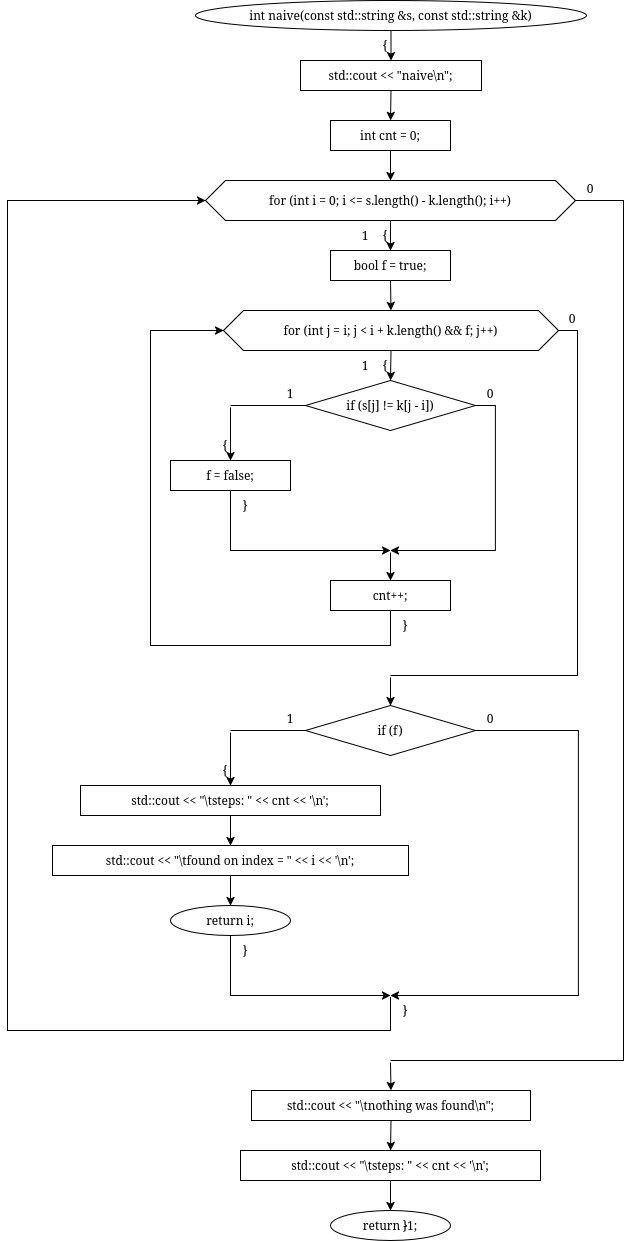 int naive(const std::string &s, const std::string &k)
{
std::cout << "naive\n";
int cnt = 0;
for (int i = 0; i <= s.length() - k.length(); i++)
0
1 {
bool f = true;
for (int j = i; j < i + k.length() && f; j++)
0
1 {
if (s[j] != k[j - i])
1
0
{
f = false;
}
cnt++;
}
if (f)
1
0
{
std::cout << "\tsteps: " << cnt << '\n';
std::cout << "\tfound on index = " << i << '\n';
return i;
}
}
std::cout << "\tnothing was found\n";
std::cout << "\tsteps: " << cnt << '\n';
return -1;
}